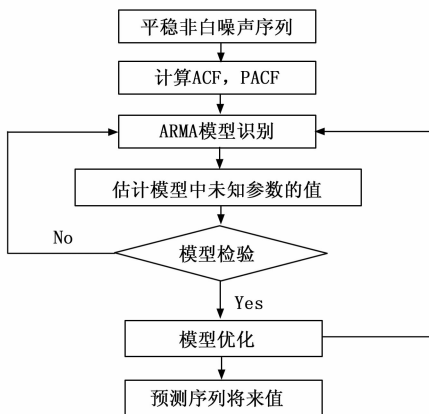 平稳非白噪声序列
计算ACF，PACF
ARMA模型识别
估计模型中未知参数的值
No
模型检验
Yes
模型优化
预测序列将来值